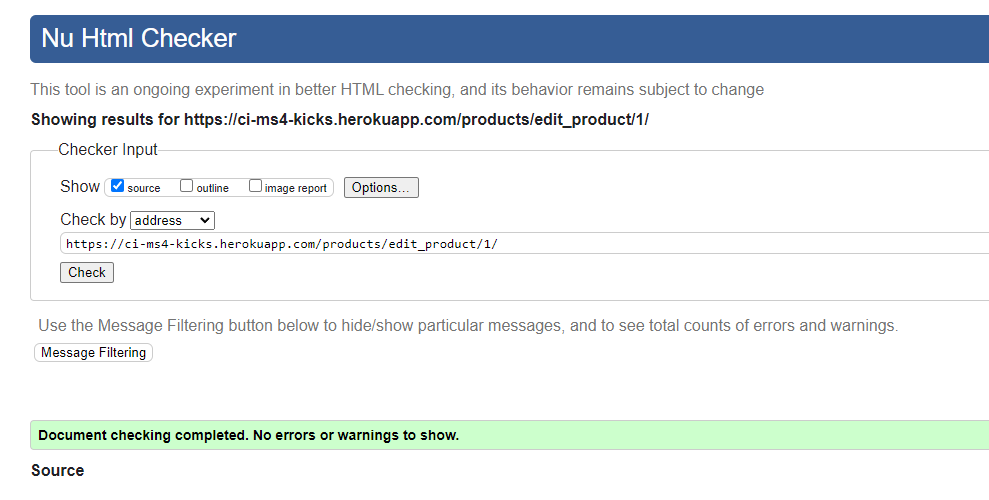 Nu Html Checker
This tool is an ongoing experiment in better HTML checking, and its behavior remains subject to change
Showing results for https://ci-ms4-kicks.herokuapp.com/products/edit_product/1/
Checker Input
Show source outline image report Options...
Check by address
https://ci-ms4-kicks.herokuapp.com/products/edit_product/1/
Check
Use the Message Filtering button below to hide/show particular messages, and to see total counts of errors and warnings.
Message Filtering
Document checking completed. No errors or warnings to show.
Source